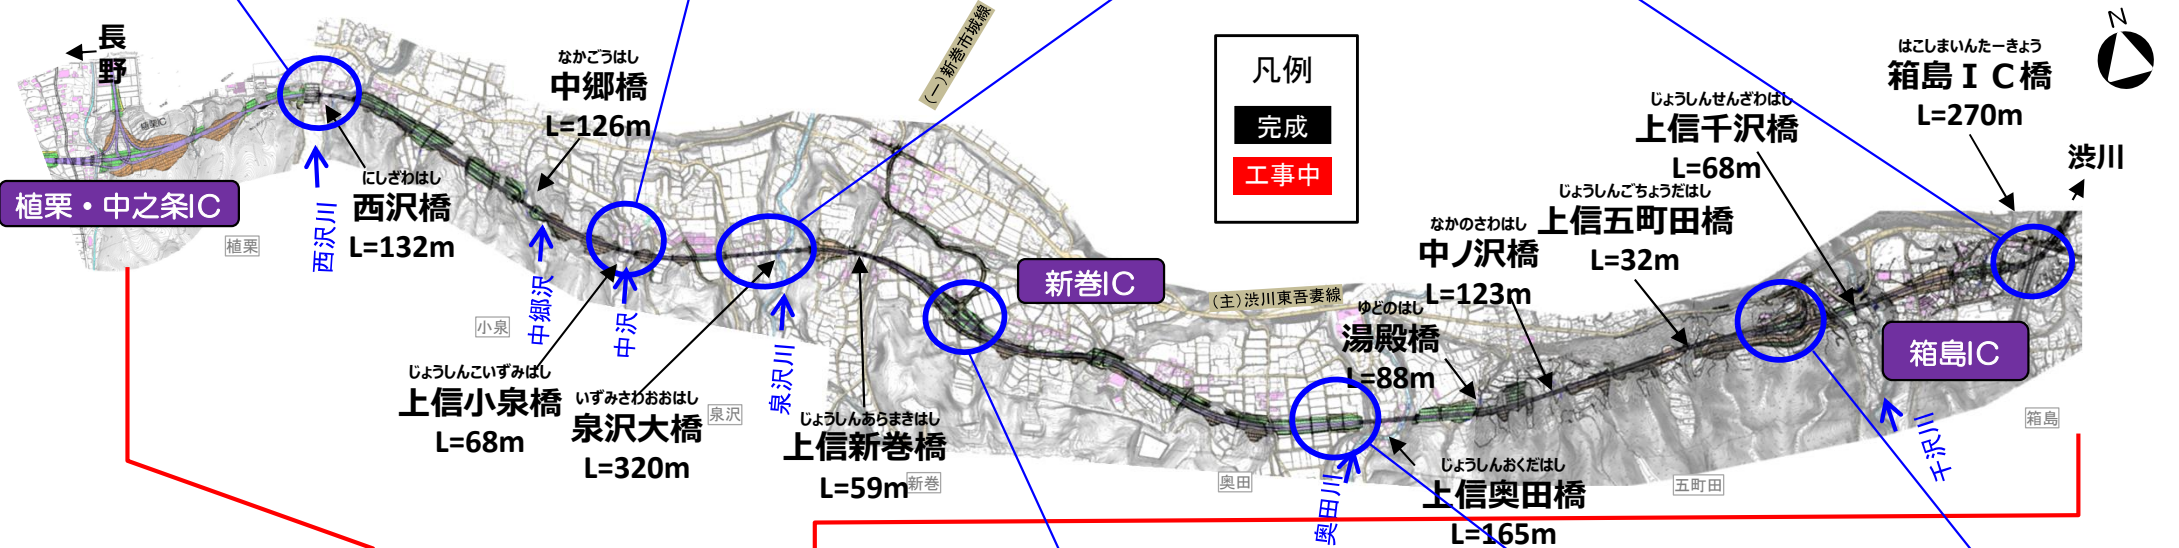 長
野
植栗IC
植栗・中之条IC
植栗
西沢川
にしざわはし
西沢橋
L=132m
なかごうはし
中郷橋
L=126m
小泉
中郷沢
中沢
じょうしんこいずみばし
上信小泉橋
L=68m
いずみさわおおはし
泉沢大橋
L=320m
泉沢
泉沢川
じょうしんあらまきはし
上信新巻橋
L=59m
新巻
(一)新巻市城線
新巻IC
凡例
完成
工事中
(主)渋川東吾妻線
奥田
奥田川
ゆどのはし
湯殿橋
L=88m
じょうしんおくだはし
上信奥田橋
L=165m
なかのさわはし
中ノ沢橋
L=123m
じょうしんごちょうだはし
上信五町田橋
L=32m
五町田
じょうしんせんざわはし
上信千沢橋
L=68m
はこしまいんたーきょう
箱島IC橋
L=270m
渋川
箱島IC
千沢川
箱島
N